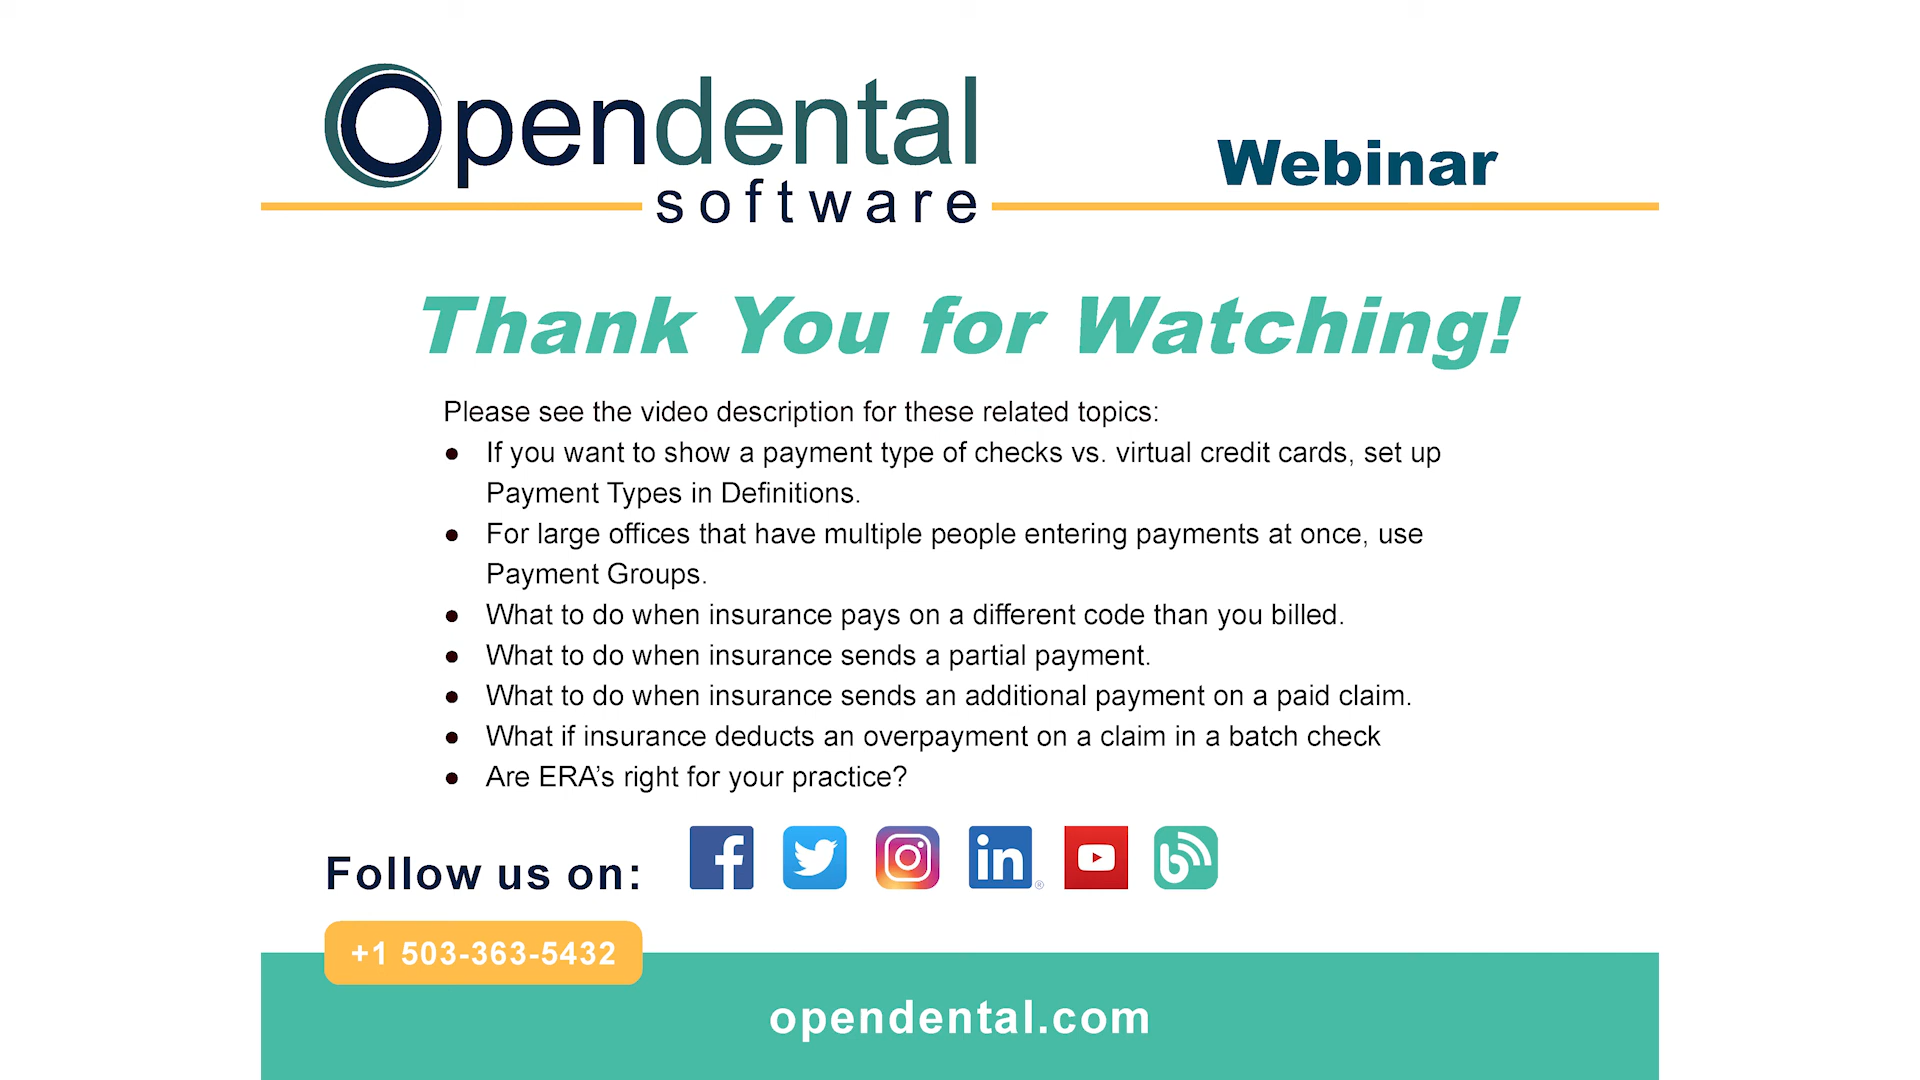 Opendental
software
Webinar
Thank You for Watching!
Please see the video description for these related topics:
● If you want to show a payment type of checks vs. virtual credit cards, set up
Payment Types in Definitions.
● For large offices that have multiple people entering payments at once, use
Payment Groups.
● What to do when insurance pays on a different code than you billed.
● What to do when insurance sends a partial payment.
● What to do when insurance sends an additional payment on a paid claim.
● What if insurance deducts an overpayment on a claim in a batch check
● Are ERA’s right for your practice?
Follow us on:
f
in
®
b
+1 503-363-5432
opendental.com